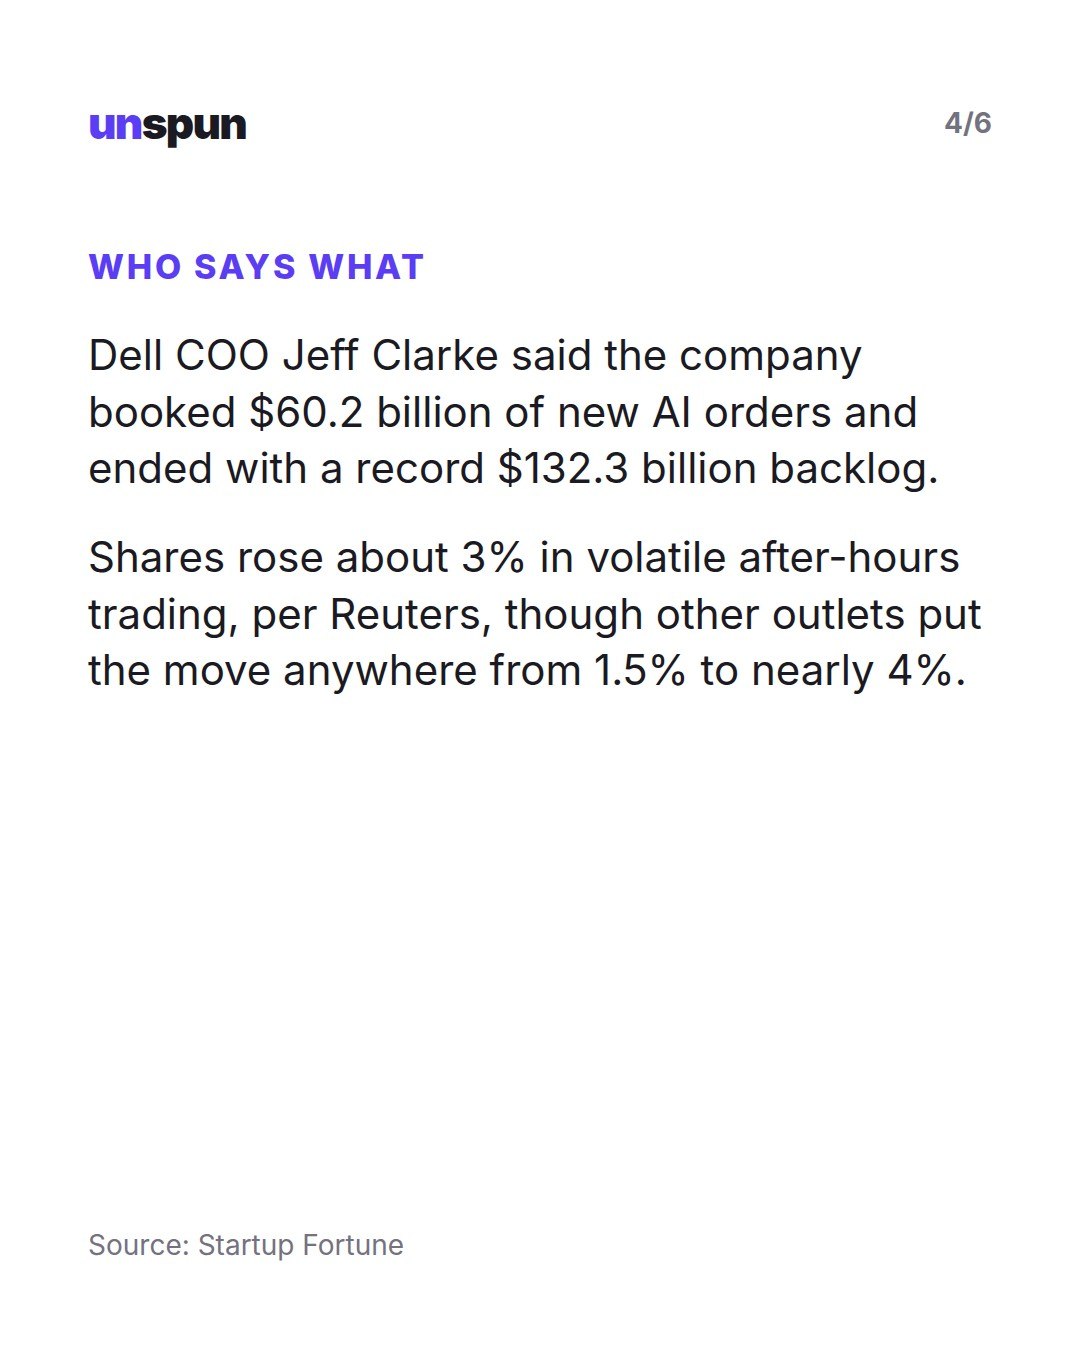 unspun
4/6
WHO SAYS WHAT
Dell COO Jeff Clarke said the company
booked $60.2 billion of new AI orders and
ended with a record $132.3 billion backlog.
Shares rose about 3% in volatile after-hours
trading, per Reuters, though other outlets put
the move anywhere from 1.5% to nearly 4%.
Source: Startup Fortune